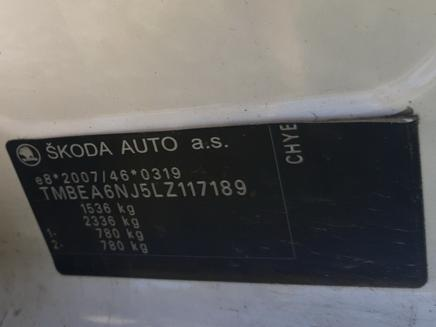 ŠKODA AUTO a.s.
e8*2007/46*0319
TMBEA6NJ5LZ117189
1536 kg
2336 kg
1- 780 kg
2- 780 kg
CHYE